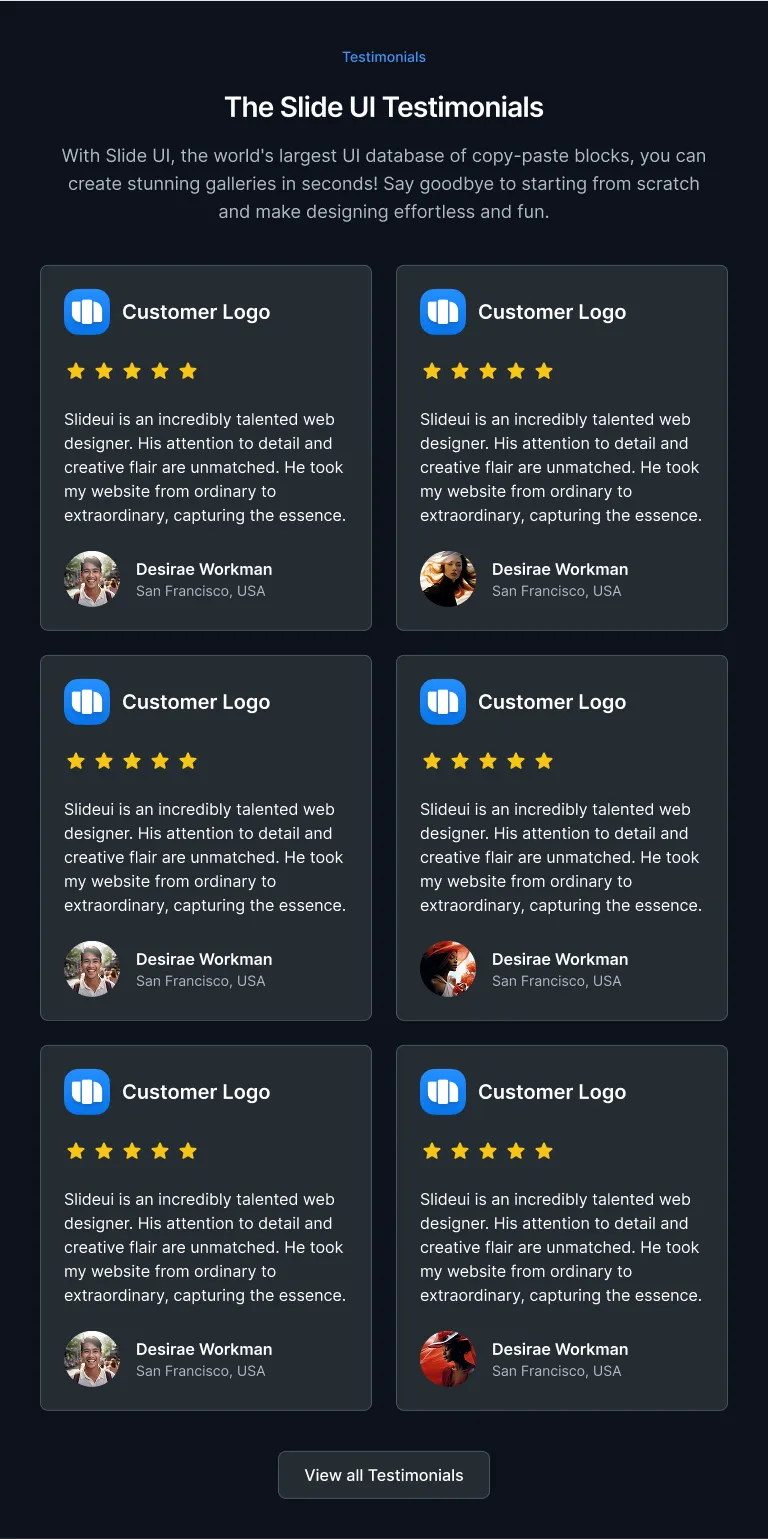 Testimonials
The Slide UI Testimonials
With Slide UI, the world's largest UI database of copy-paste blocks, you can
create stunning galleries in seconds! Say goodbye to starting from scratch
and make designing effortless and fun.
Customer Logo
Slideui is an incredibly talented web
designer. His attention to detail and
creative flair are unmatched. He took
my website from ordinary to
extraordinary, capturing the essence.
Desirae Workman
San Francisco, USA
Customer Logo
Slideui is an incredibly talented web
designer. His attention to detail and
creative flair are unmatched. He took
my website from ordinary to
extraordinary, capturing the essence.
Desirae Workman
San Francisco, USA
Customer Logo
Slideui is an incredibly talented web
designer. His attention to detail and
creative flair are unmatched. He took
my website from ordinary to
extraordinary, capturing the essence.
Desirae Workman
San Francisco, USA
Customer Logo
Slideui is an incredibly talented web
designer. His attention to detail and
creative flair are unmatched. He took
my website from ordinary to
extraordinary, capturing the essence.
Desirae Workman
San Francisco, USA
Customer Logo
Slideui is an incredibly talented web
designer. His attention to detail and
creative flair are unmatched. He took
my website from ordinary to
extraordinary, capturing the essence.
Desirae Workman
San Francisco, USA
Customer Logo
Slideui is an incredibly talented web
designer. His attention to detail and
creative flair are unmatched. He took
my website from ordinary to
extraordinary, capturing the essence.
Desirae Workman
San Francisco, USA
View all Testimonials